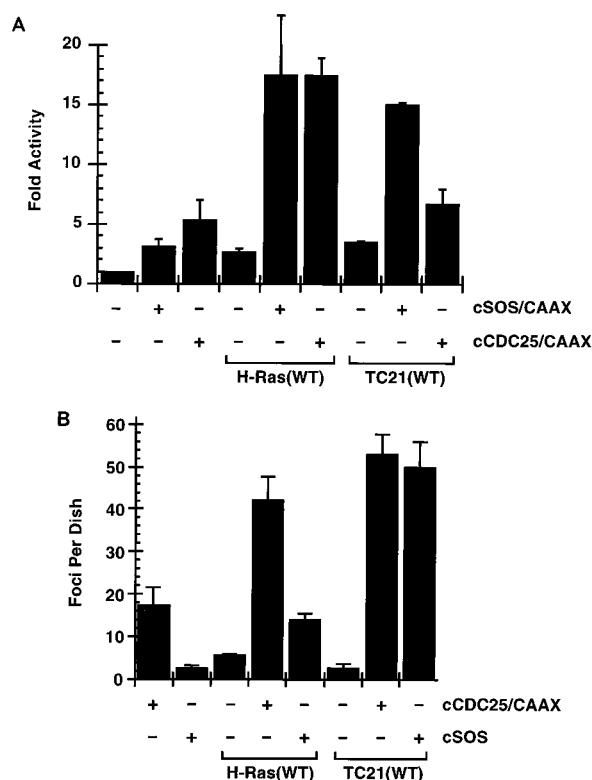 A
Fold Activity
20
15
10
5
0
– + – – + – – + – cSOS/CAAX
– – + – – + – – + cCDC25/CAAX
H-Ras(WT) TC21(WT)
B
Foci Per Dish
60
50
40
30
20
10
0
+ – – + – – + – cCDC25/CAAX
– + – – + – – + cSOS
H-Ras(WT) TC21(WT)